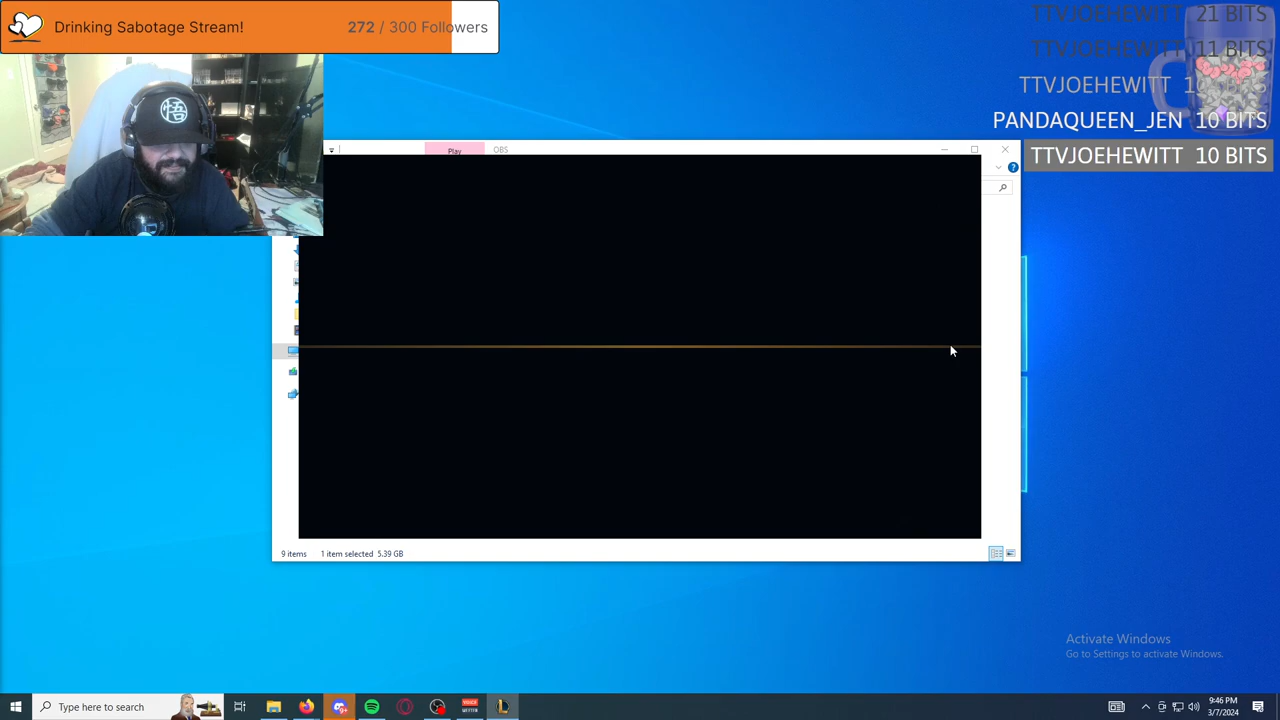 Drinking Sabotage Stream!
272 / 300 Followers
TTVJOEHEWITT 21 BITS
TTVJOEHEWITT 11 BITS
TTVJOEHEWITT
PANDAQUEEN_JEN 10 BITS
TTVJOEHEWITT 10 BITS
悟
Play
OBS
9 items 1 item selected 5.39 GB
Activate Windows
Go to Settings to activate Windows.
Type here to search
9:46 PM
3/7/2024